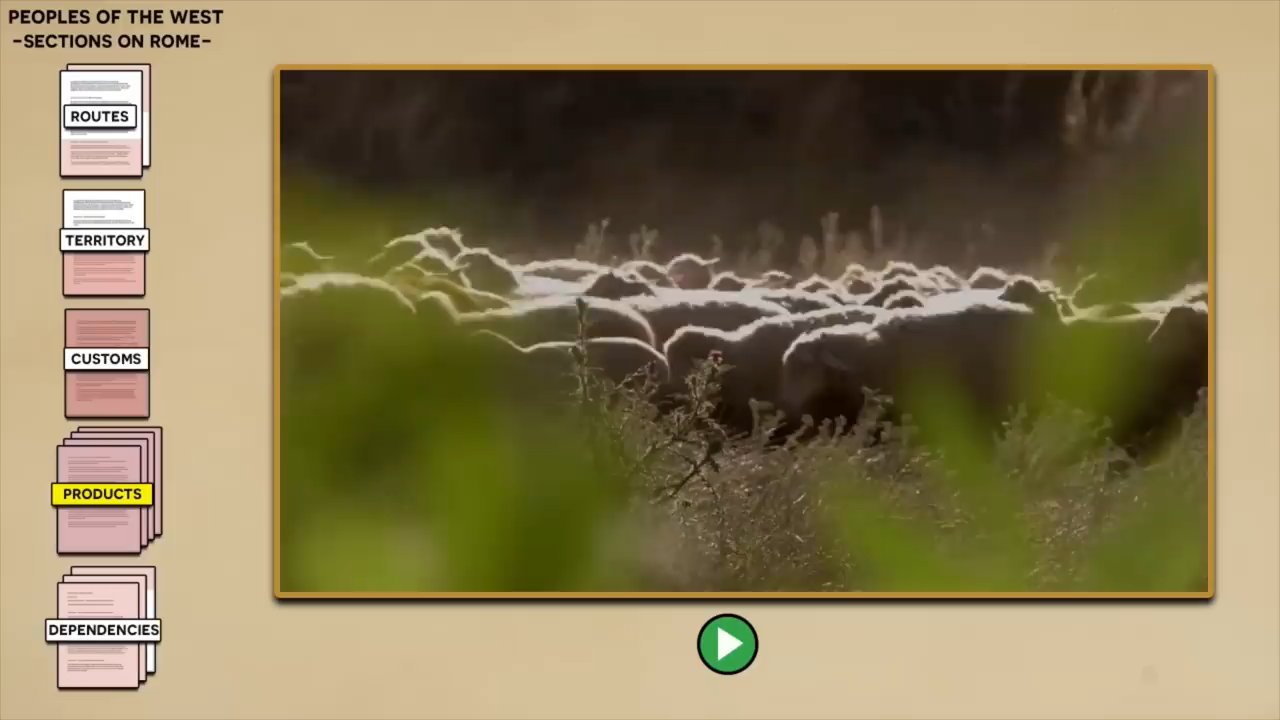 PEOPLES OF THE WEST
-SECTIONS ON ROME-
ROUTES
TERRITORY
CUSTOMS
PRODUCTS
DEPENDENCIES